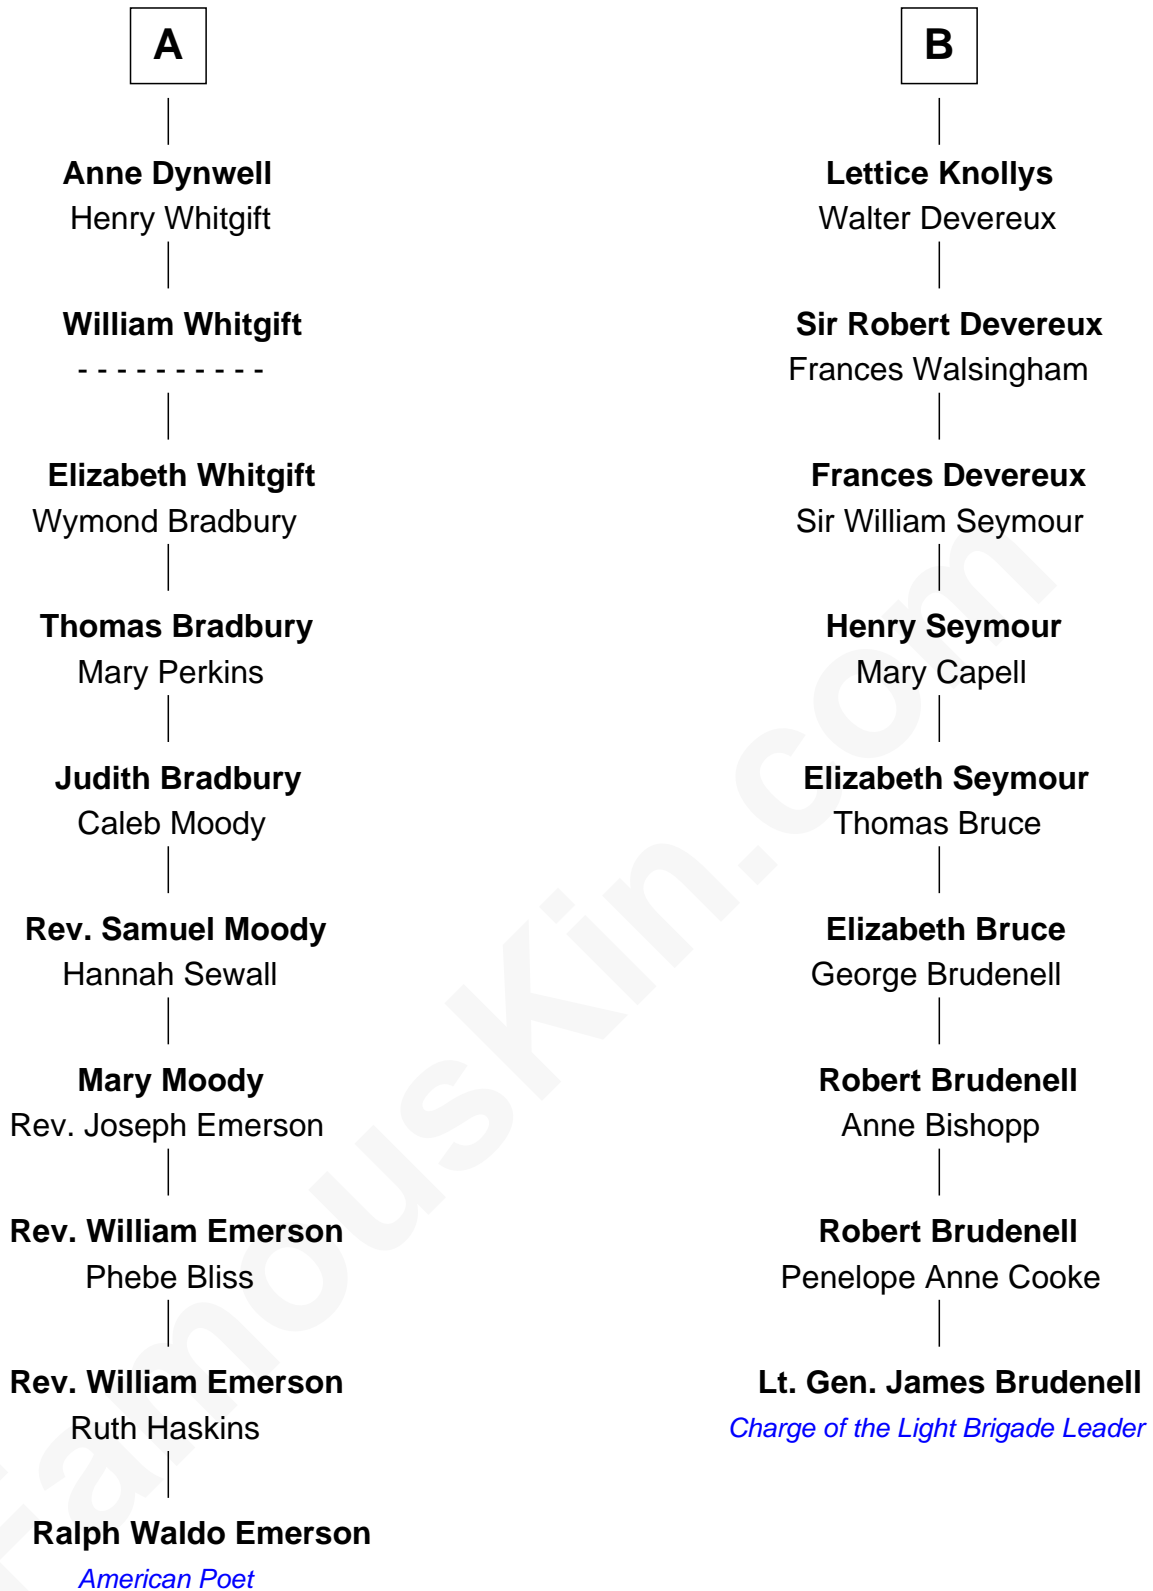 A
Anne Dynwell
Henry Whitgift
William Whitgift
- - - - - - - - - -
Elizabeth Whitgift
Wymond Bradbury
Thomas Bradbury
Mary Perkins
Judith Bradbury
Caleb Moody
Rev. Samuel Moody
Hannah Sewall
Mary Moody
Rev. Joseph Emerson
Rev. William Emerson
Phebe Bliss
Rev. William Emerson
Ruth Haskins
Ralph Waldo Emerson
American Poet
B
Lettice Knollys
Walter Devereux
Sir Robert Devereux
Frances Walsingham
Frances Devereux
Sir William Seymour
Henry Seymour
Mary Capell
Elizabeth Seymour
Thomas Bruce
Elizabeth Bruce
George Brudenell
Robert Brudenell
Anne Bishopp
Robert Brudenell
Penelope Anne Cooke
Lt. Gen. James Brudenell
Charge of the Light Brigade Leader
FamousKin.com